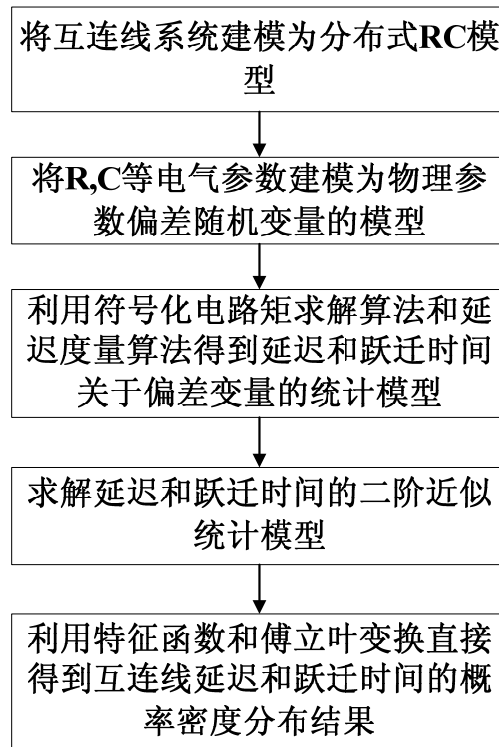 将互连线系统建模为分布式RC模
型
将R,C等电气参数建模为物理参
数偏差随机变量的模型
利用符号化电路矩求解算法和延
迟度量算法得到延迟和跃迁时间
关于偏差变量的统计模型
求解延迟和跃迁时间的二阶近似
统计模型
利用特征函数和傅立叶变换直接
得到互连线延迟和跃迁时间的概
率密度分布结果